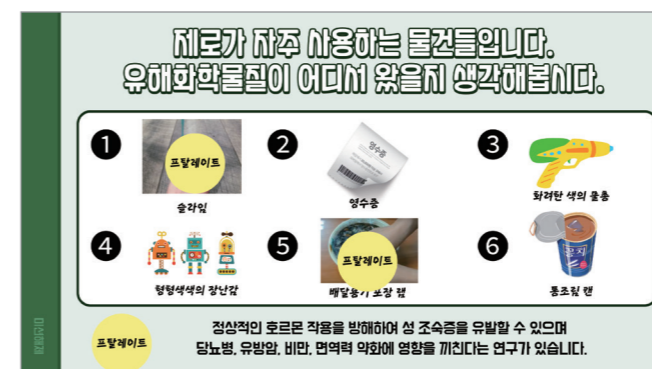 제로가 자주 사용하는 물건들입니다.
유해화학물질이 어디서 왔을지 생각해봅시다.
1
프탈레이트
슬라임
2
영수증
영수증
3
화려한 색의 물총
4
형형색색의 장난감
5
프탈레이트
배달용기 포장 랩
6
통조림 캔
프탈레이트
정상적인 호르몬 작용을 방해하여 성 조숙증을 유발할 수 있으며
당뇨병, 유방암, 비만, 면역력 약화에 영향을 끼친다는 연구가 있습니다.